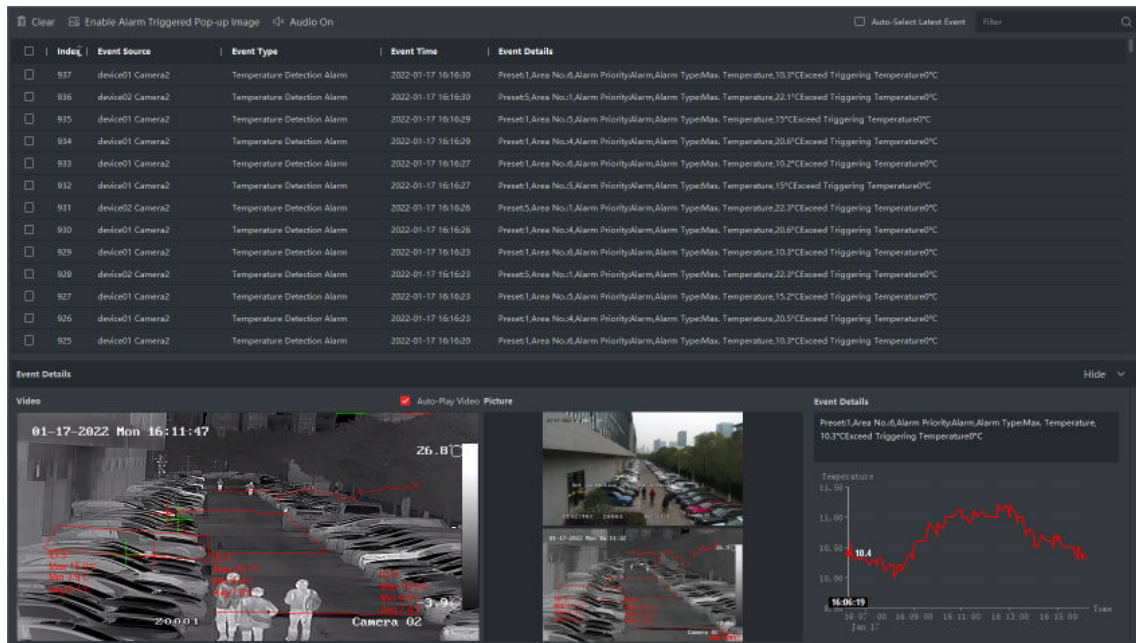 Clear Enable Alarm Triggered Pop-up Image Audio On Auto-Select Latest Event Filter
Index Event Source Event Type Event Time Event Details
937 device01 Camera2 Temperature Detection Alarm 2022-01-17 16:16:30 Preset:1,Area No.:6,Alarm Priority:Alarm,Alarm Type:Max. Temperature,10.3°CExceed Triggering Temperature0°C
936 device02 Camera2 Temperature Detection Alarm 2022-01-17 16:16:30 Preset:5,Area No.:1,Alarm Priority:Alarm,Alarm Type:Max. Temperature,22.1°CExceed Triggering Temperature0°C
935 device01 Camera2 Temperature Detection Alarm 2022-01-17 16:16:29 Preset:1,Area No.:5,Alarm Priority:Alarm,Alarm Type:Max. Temperature,15°CExceed Triggering Temperature0°C
934 device01 Camera2 Temperature Detection Alarm 2022-01-17 16:16:29 Preset:1,Area No.:4,Alarm Priority:Alarm,Alarm Type:Max. Temperature,20.6°CExceed Triggering Temperature0°C
933 device01 Camera2 Temperature Detection Alarm 2022-01-17 16:16:27 Preset:1,Area No.:6,Alarm Priority:Alarm,Alarm Type:Max. Temperature,10.2°CExceed Triggering Temperature0°C
932 device01 Camera2 Temperature Detection Alarm 2022-01-17 16:16:27 Preset:1,Area No.:5,Alarm Priority:Alarm,Alarm Type:Max. Temperature,15°CExceed Triggering Temperature0°C
931 device02 Camera2 Temperature Detection Alarm 2022-01-17 16:16:26 Preset:5,Area No.:1,Alarm Priority:Alarm,Alarm Type:Max. Temperature,22.3°CExceed Triggering Temperature0°C
930 device01 Camera2 Temperature Detection Alarm 2022-01-17 16:16:26 Preset:1,Area No.:4,Alarm Priority:Alarm,Alarm Type:Max. Temperature,20.6°CExceed Triggering Temperature0°C
929 device01 Camera2 Temperature Detection Alarm 2022-01-17 16:16:23 Preset:1,Area No.:6,Alarm Priority:Alarm,Alarm Type:Max. Temperature,10.3°CExceed Triggering Temperature0°C
928 device02 Camera2 Temperature Detection Alarm 2022-01-17 16:16:23 Preset:5,Area No.:1,Alarm Priority:Alarm,Alarm Type:Max. Temperature,22.3°CExceed Triggering Temperature0°C
927 device01 Camera2 Temperature Detection Alarm 2022-01-17 16:16:23 Preset:1,Area No.:5,Alarm Priority:Alarm,Alarm Type:Max. Temperature,15.2°CExceed Triggering Temperature0°C
926 device01 Camera2 Temperature Detection Alarm 2022-01-17 16:16:23 Preset:1,Area No.:4,Alarm Priority:Alarm,Alarm Type:Max. Temperature,20.5°CExceed Triggering Temperature0°C
925 device01 Camera2 Temperature Detection Alarm 2022-01-17 16:16:20 Preset:1,Area No.:6,Alarm Priority:Alarm,Alarm Type:Max. Temperature,10.3°CExceed Triggering Temperature0°C
Event Details Hide
Video Auto-Play Video Picture Event Details
01-17-2022 Mon 16:11:47
26.8
Camera 02
Preset:1,Area No.:6,Alarm Priority:Alarm,Alarm Type:Max. Temperature,
10.3°CExceed Triggering Temperature0°C
Temperature
11.50
11.00
10.50
10.4
10.00
16:06:19
16 07 00 16 09 00 16 11 00 16 13 00 16 15 00 Time
Jan 17